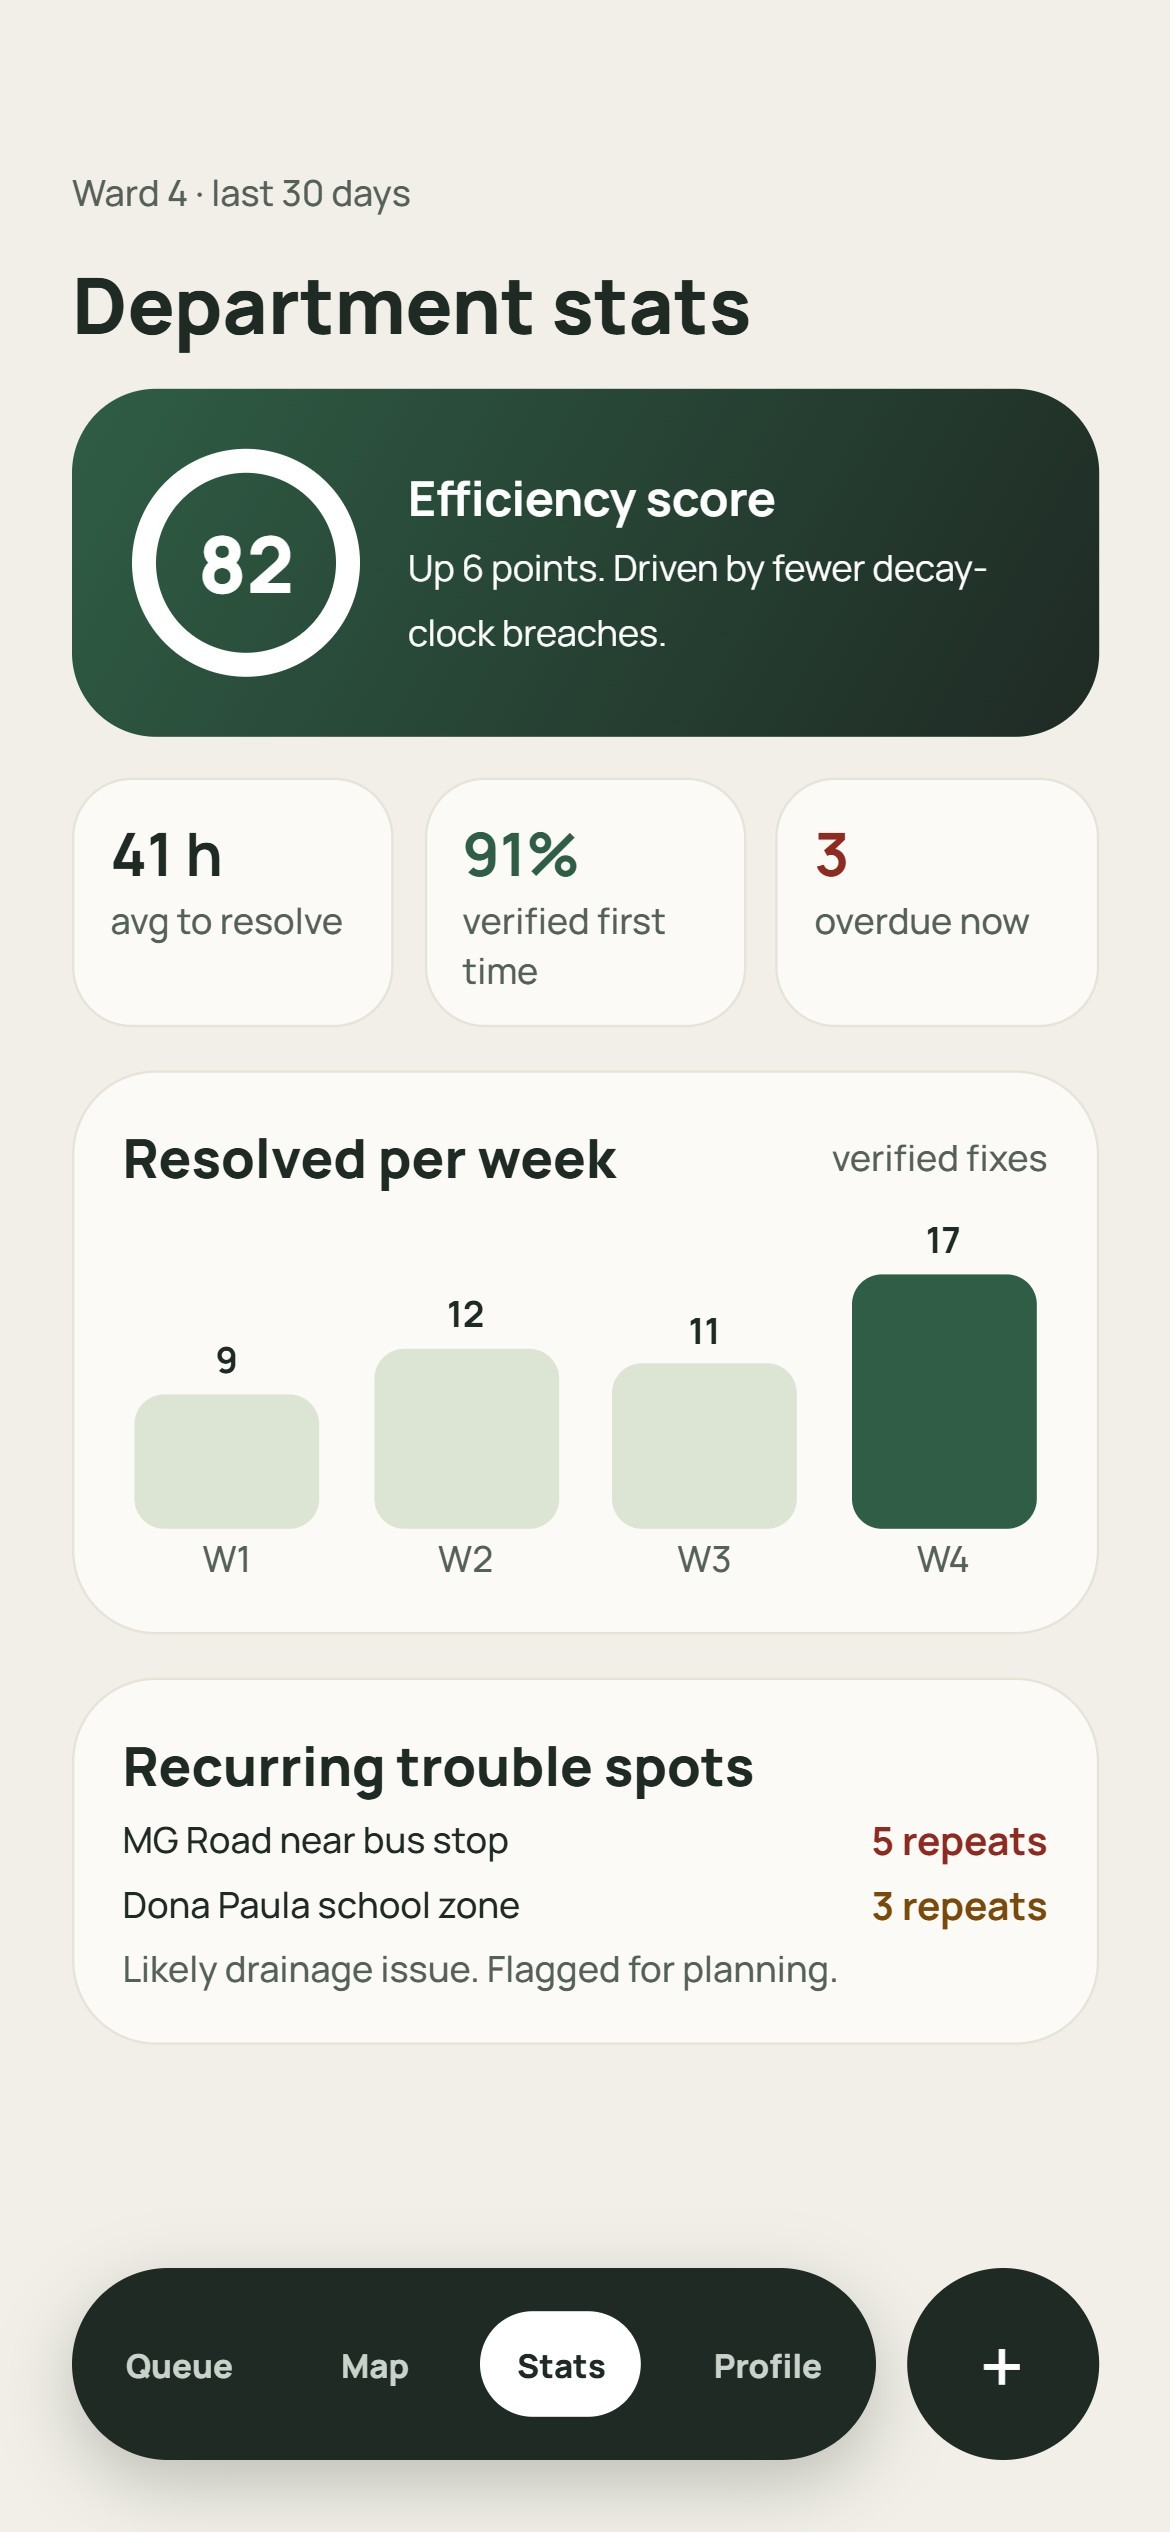 Ward 4 · last 30 days
Department stats
82
Efficiency score
Up 6 points. Driven by fewer decay-
clock breaches.
41 h
avg to resolve
91%
verified first
time
3
overdue now
Resolved per week
verified fixes
9
12
11
17
W1
W2
W3
W4
Recurring trouble spots
MG Road near bus stop
5 repeats
Dona Paula school zone
3 repeats
Likely drainage issue. Flagged for planning.
Queue
Map
Stats
Profile
+